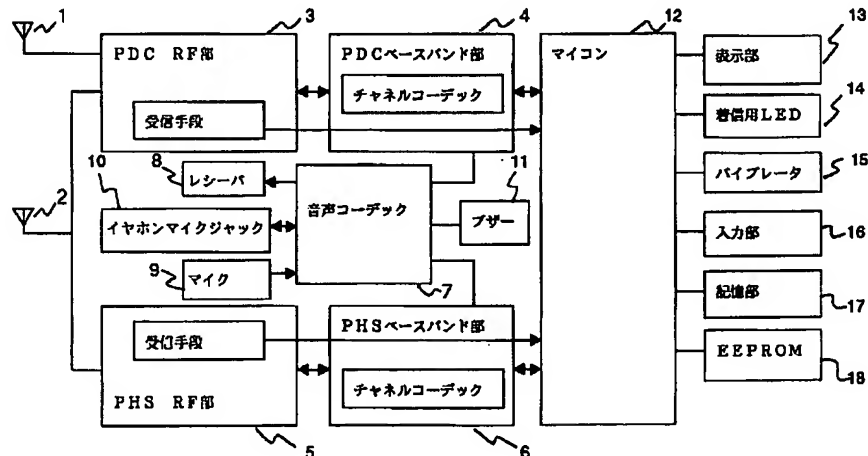 1
3
4
12
13
PDC RF部
PDCベースバンド部
マイコン
表示部
チャネルコーデック
14
受信手段
着信用LED
8
レシーバ
11
バイブレータ
15
10
2
音声コーデック
イヤホンマイクジャック
ブザー
入力部
16
9
マイク
7
記憶部
17
受信手段
PHSベースバンド部
EEPROM
チャネルコーデック
18
PHS RF部
5
6